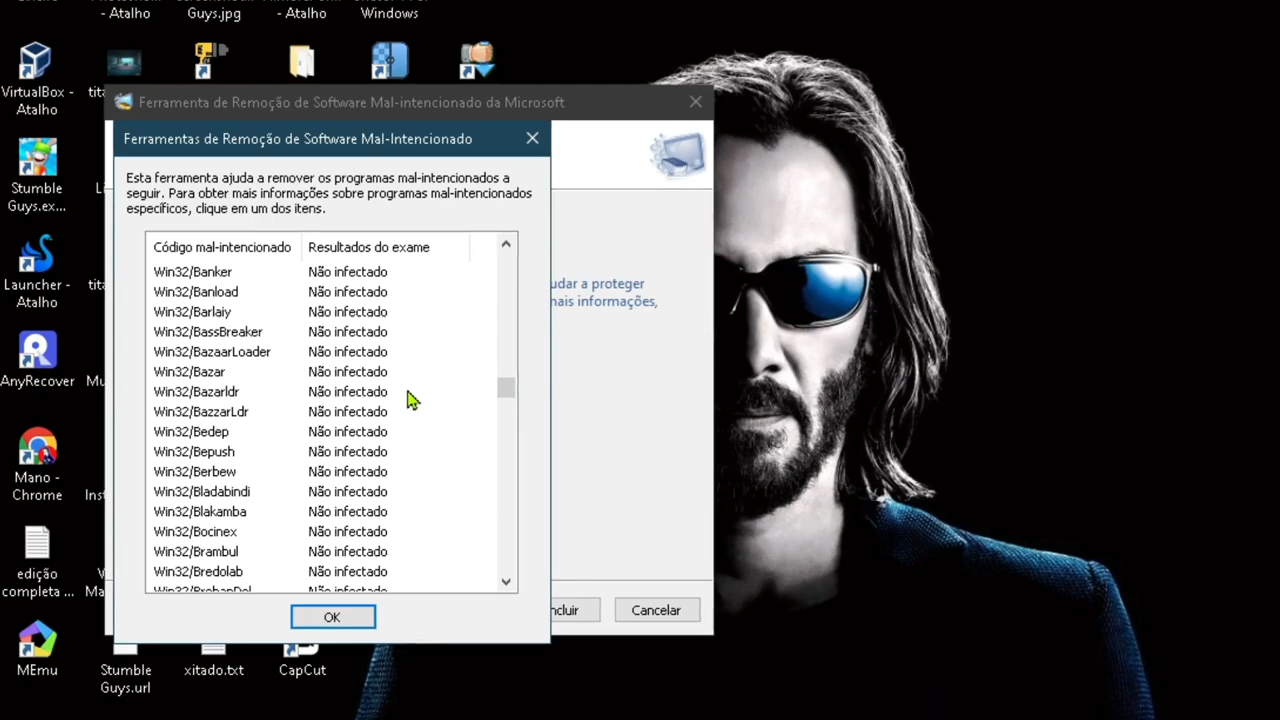 - Atalho
Guys.jpg
- Atalho
Windows
VirtualBox -
Atalho
Stumble
Guys.ex...
Launcher -
Atalho
AnyRecover
Mano -
Chrome
edição
completa ...
MEmu
Stumble
Guys.url
xitado.txt
CapCut
Ferramenta de Remoção de Software Mal-intencionado da Microsoft
Ferramentas de Remoção de Software Mal-Intencionado
Esta ferramenta ajuda a remover os programas mal-intencionados a
seguir. Para obter mais informações sobre programas mal-intencionados
específicos, clique em um dos itens.
Código mal-intencionado Resultados do exame
Win32/Banker Não infectado
Win32/Banload Não infectado
Win32/Barlaiy Não infectado
Win32/BassBreaker Não infectado
Win32/BazaarLoader Não infectado
Win32/Bazar Não infectado
Win32/Bazarldr Não infectado
Win32/BazzarLdr Não infectado
Win32/Bedep Não infectado
Win32/Bepush Não infectado
Win32/Berbew Não infectado
Win32/Bladabindi Não infectado
Win32/Blakamba Não infectado
Win32/Bocinex Não infectado
Win32/Brambul Não infectado
Win32/Bredolab Não infectado
OK
udar a proteger
nais informações,
ncluir
Cancelar